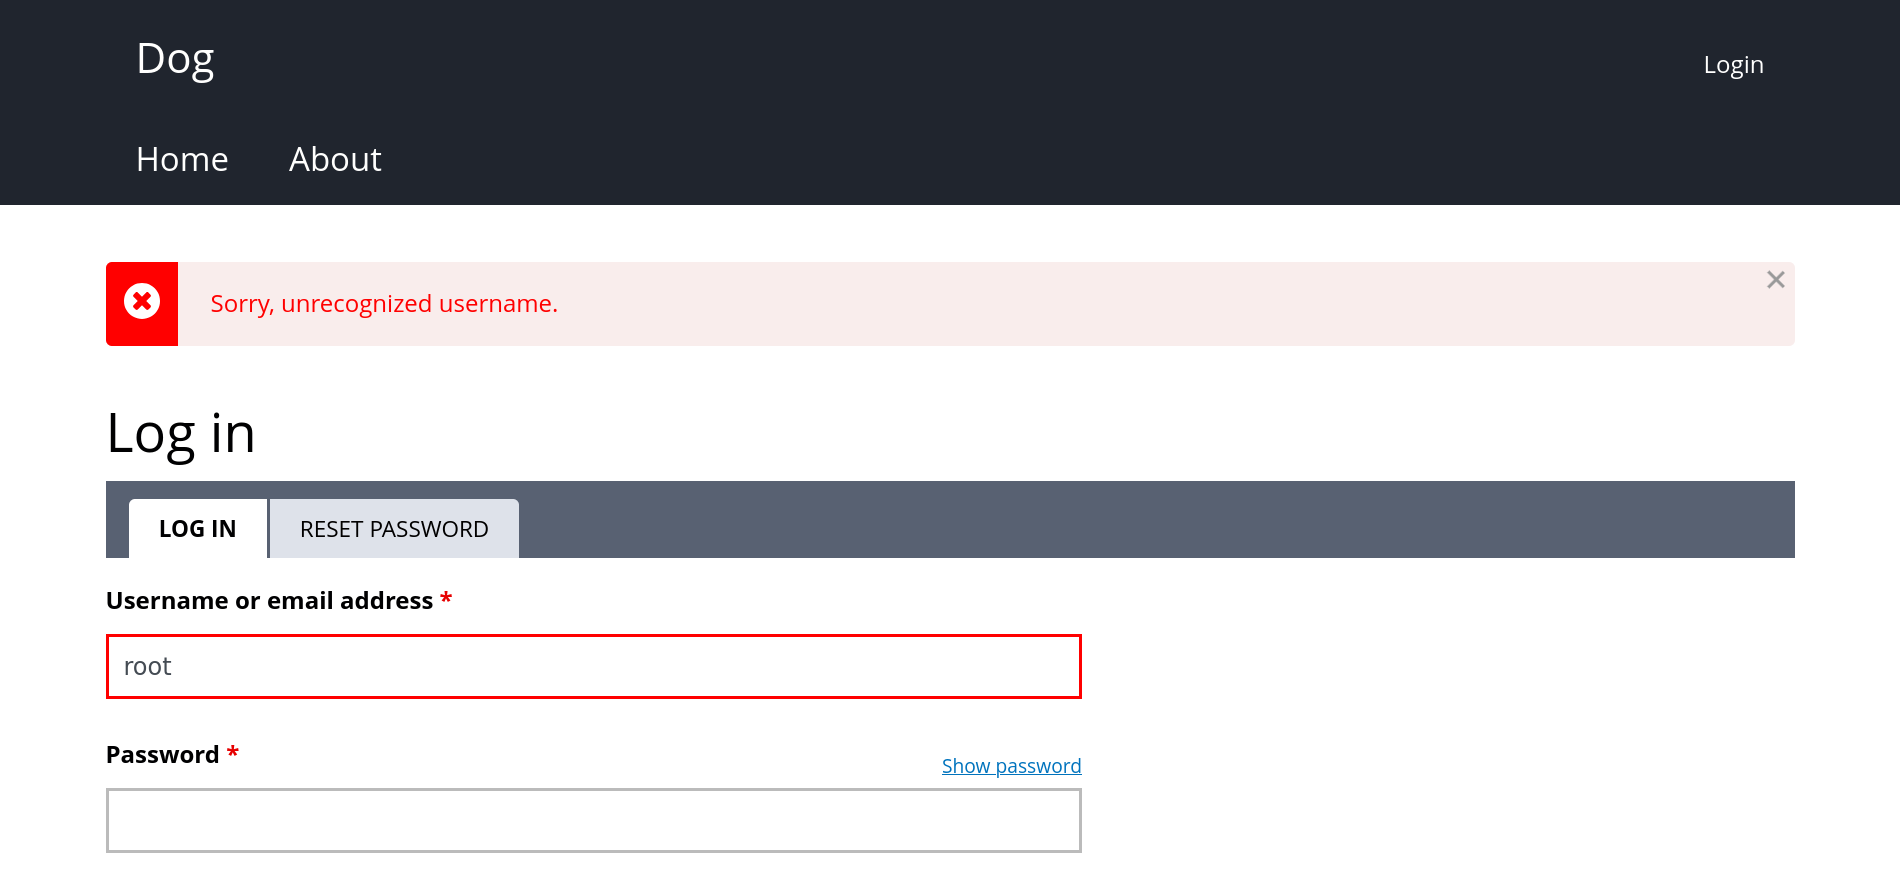 Dog
Login
Home About
Sorry, unrecognized username.
Log in
LOG IN RESET PASSWORD
Username or email address *
root
Password *
Show password